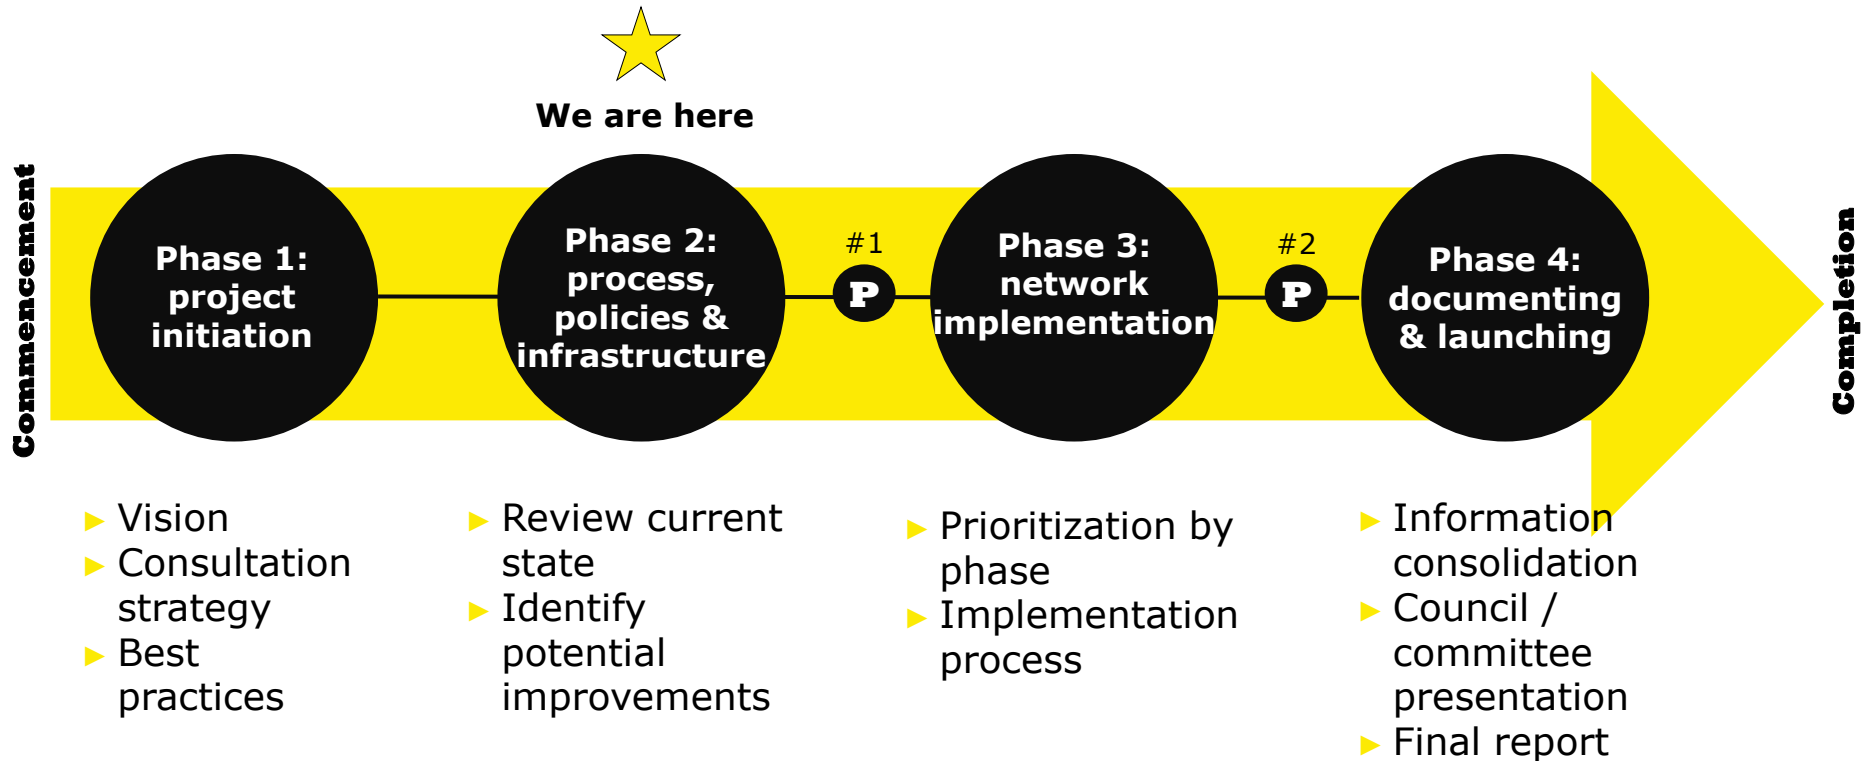 We are here
Commencement
Phase 1:
project
initiation
Phase 2:
process,
policies &
infrastructure
#1
P
Phase 3:
network
implementation
#2
P
Phase 4:
documenting
& launching
Completion
► Vision
► Consultation
strategy
► Best
practices
► Review current
state
► Identify
potential
improvements
► Prioritization by
phase
► Implementation
process
► Information
consolidation
► Council /
committee
presentation
► Final report